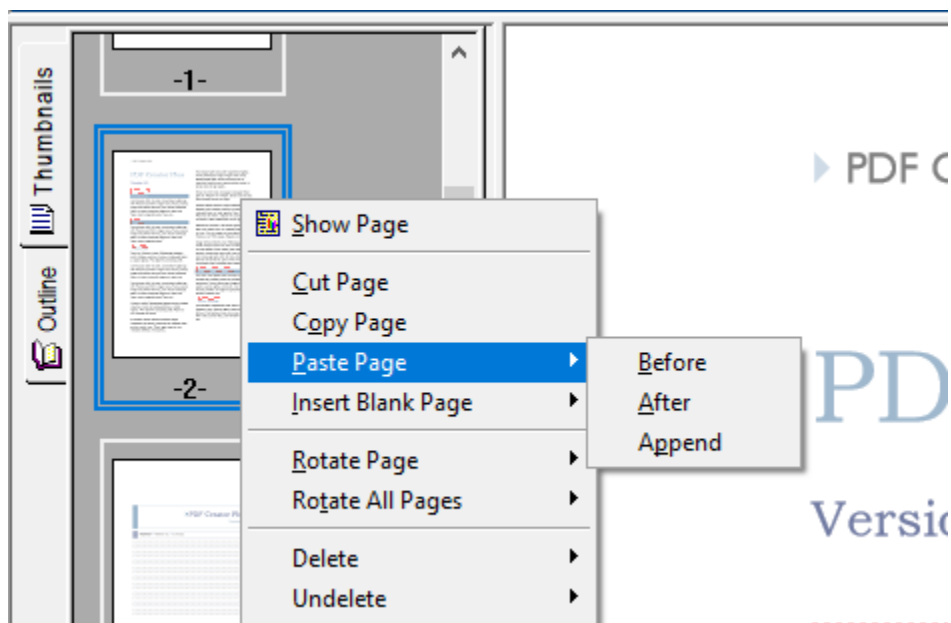 Thumbnails
Outline
-1-
-2-
Show Page
Cut Page
Copy Page
Paste Page
Insert Blank Page
Rotate Page
Rotate All Pages
Delete
Undelete
Before
After
Append
PDF C
PD
Versi